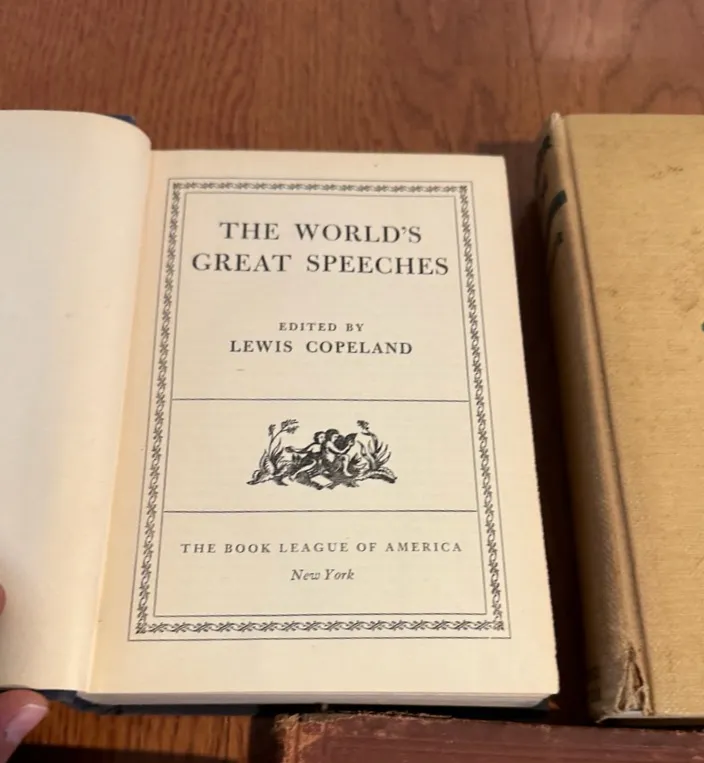 THE WORLD'S
GREAT SPEECHES
EDITED BY
LEWIS COPELAND
THE BOOK LEAGUE OF AMERICA
New York